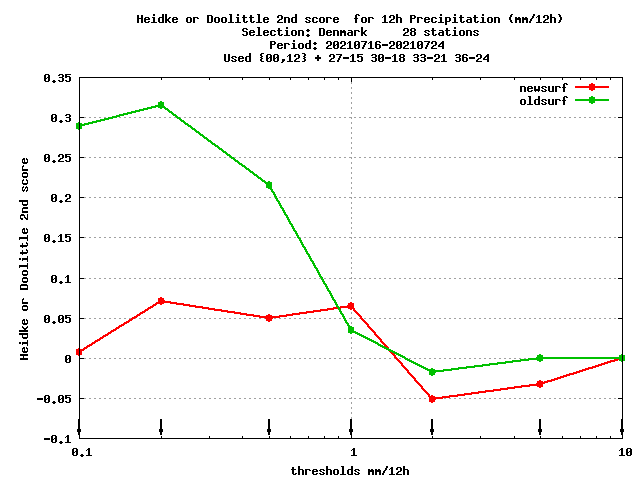 Heidke or Doolittle 2nd score  for 12h Precipitation (mm/12h)
Selection: Denmark     28 stations
Period: 20210716-20210724
Used {00,12} + 27-15 30-18 33-21 36-24
newsurf
oldsurf
0.35
0.3
0.25
0.2
0.15
0.1
0.05
0
-0.05
-0.1
Heidke or Doolittle 2nd score
0.1 1 10
thresholds mm/12h